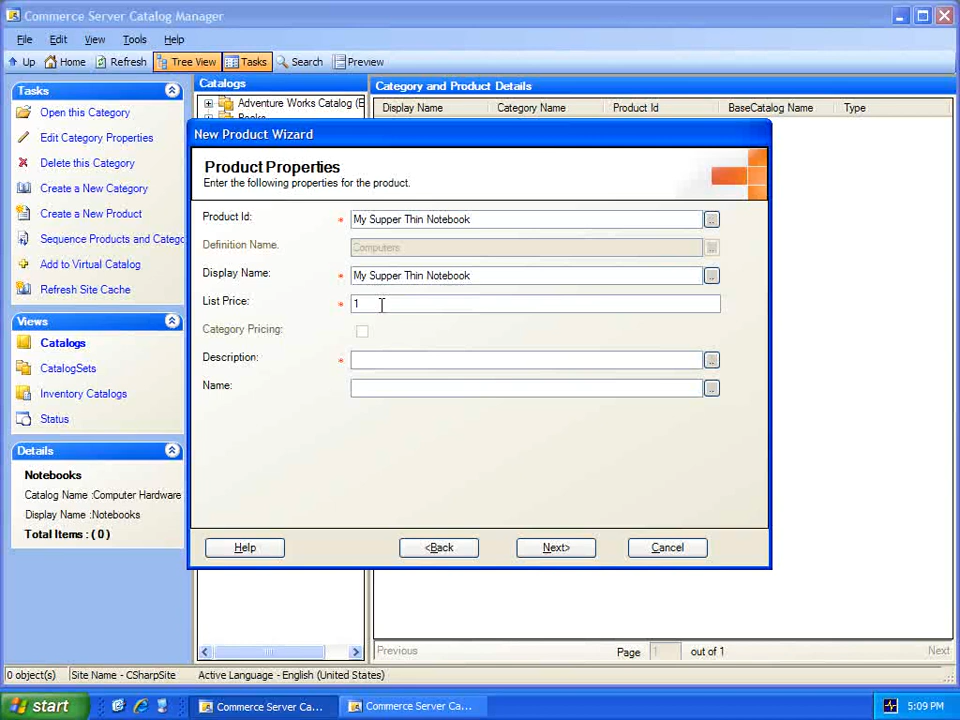 Commerce Server Catalog Manager
File Edit View Tools Help
Up Home Refresh Tree View Tasks Search Preview
Tasks
Open this Category
Edit Category Properties
Delete this Category
Create a New Category
Create a New Product
Sequence Products and Catego
Add to Virtual Catalog
Refresh Site Cache
Views
Catalogs
CatalogSets
Inventory Catalogs
Status
Details
Notebooks
Catalog Name :Computer Hardware
Display Name :Notebooks
Total Items : ( 0 )
Catalogs
Adventure Works Catalog (E
Books
Category and Product Details
Display Name Category Name Product Id BaseCatalog Name Type
New Product Wizard
Product Properties
Enter the following properties for the product.
Product Id: * My Supper Thin Notebook ...
Definition Name. Computers ...
Display Name: * My Supper Thin Notebook ...
List Price: * 1
Category Pricing:
Description: * ...
Name: ...
Help <Back Next> Cancel
Previous Page 1 out of 1 Next
0 object(s) Site Name - CSharpSite Active Language - English (United States)
start Commerce Server Ca... Commerce Server Ca... 5:09 PM